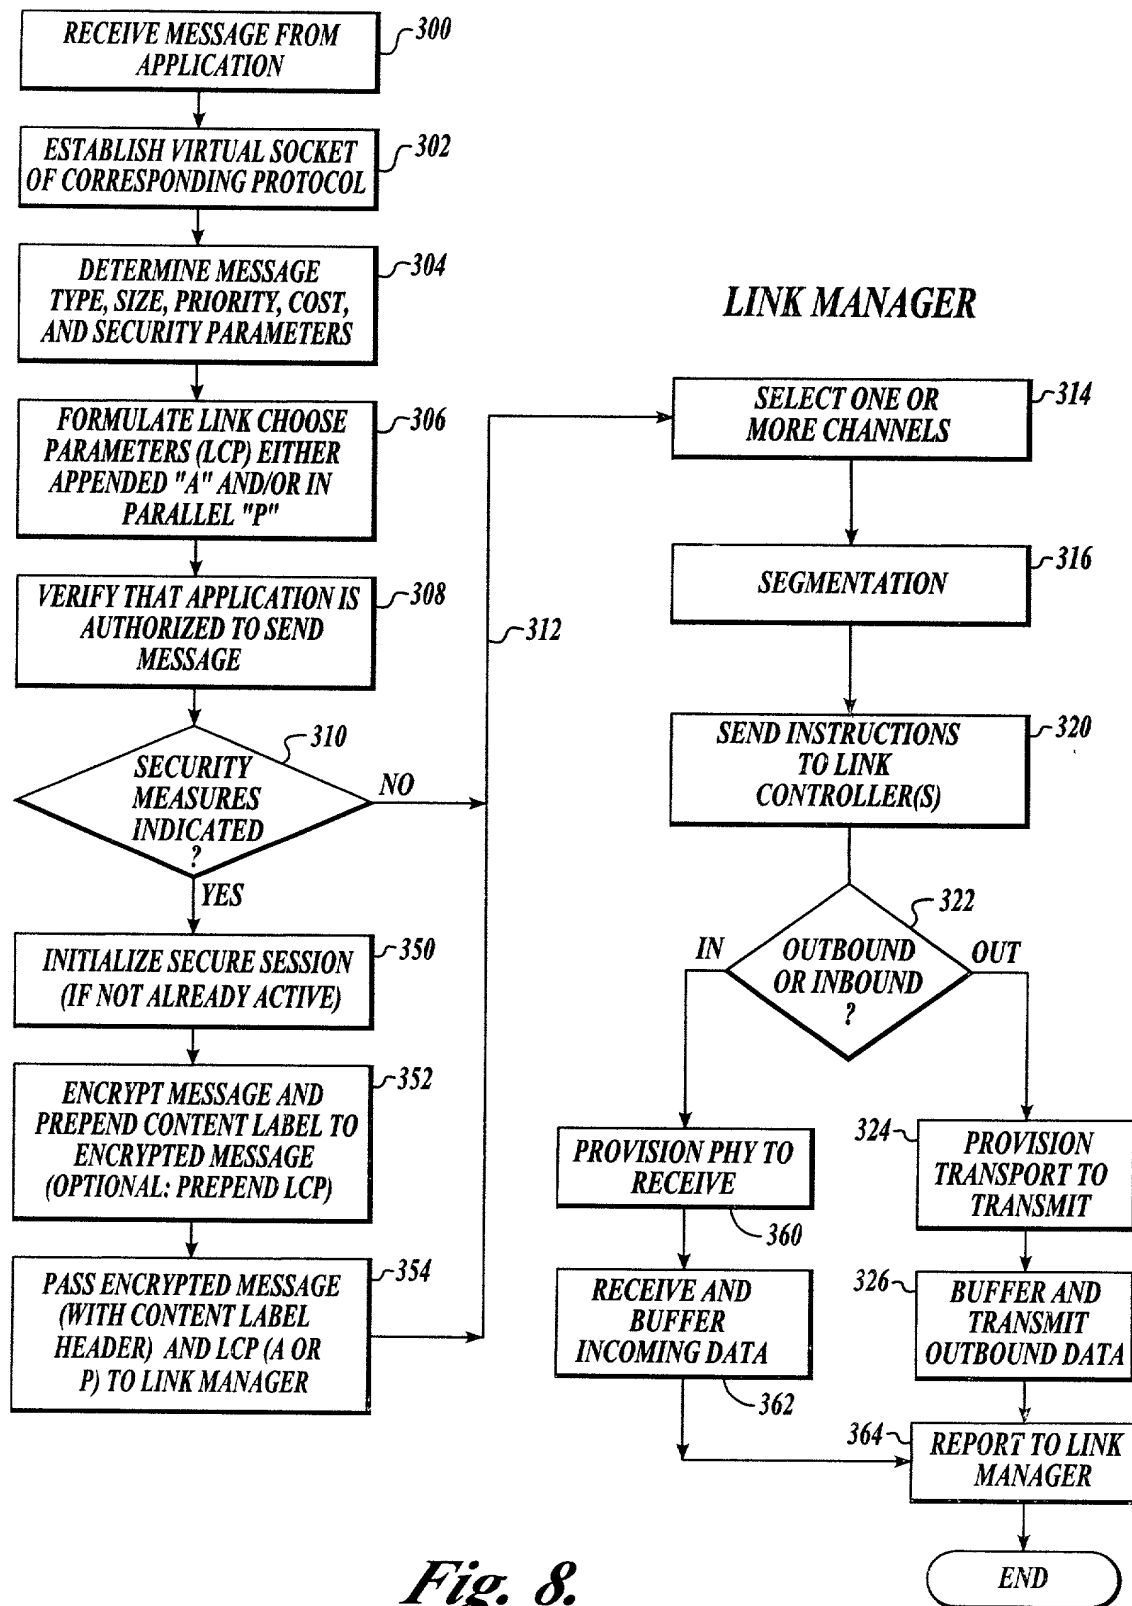 RECEIVE MESSAGE FROM
APPLICATION
300
ESTABLISH VIRTUAL SOCKET
OF CORRESPONDING PROTOCOL
302
DETERMINE MESSAGE
TYPE, SIZE, PRIORITY, COST,
AND SECURITY PARAMETERS
304
FORMULATE LINK CHOOSE
PARAMETERS (LCP) EITHER
APPENDED "A" AND/OR IN
PARALLEL "P"
306
VERIFY THAT APPLICATION IS
AUTHORIZED TO SEND
MESSAGE
308
SECURITY
MEASURES
INDICATED
?
310
NO
YES
312
INITIALIZE SECURE SESSION
(IF NOT ALREADY ACTIVE)
350
ENCRYPT MESSAGE AND
PREPEND CONTENT LABEL TO
ENCRYPTED MESSAGE
(OPTIONAL: PREPEND LCP)
352
PASS ENCRYPTED MESSAGE
(WITH CONTENT LABEL
HEADER) AND LCP (A OR
P) TO LINK MANAGER
354
LINK MANAGER
SELECT ONE OR
MORE CHANNELS
314
SEGMENTATION
316
SEND INSTRUCTIONS
TO LINK
CONTROLLER(S)
320
OUTBOUND
OR INBOUND
?
322
IN
OUT
PROVISION PHY TO
RECEIVE
360
RECEIVE AND
BUFFER
INCOMING DATA
362
324
PROVISION
TRANSPORT TO
TRANSMIT
326
BUFFER AND
TRANSMIT
OUTBOUND DATA
364
REPORT TO LINK
MANAGER
END
Fig. 8.